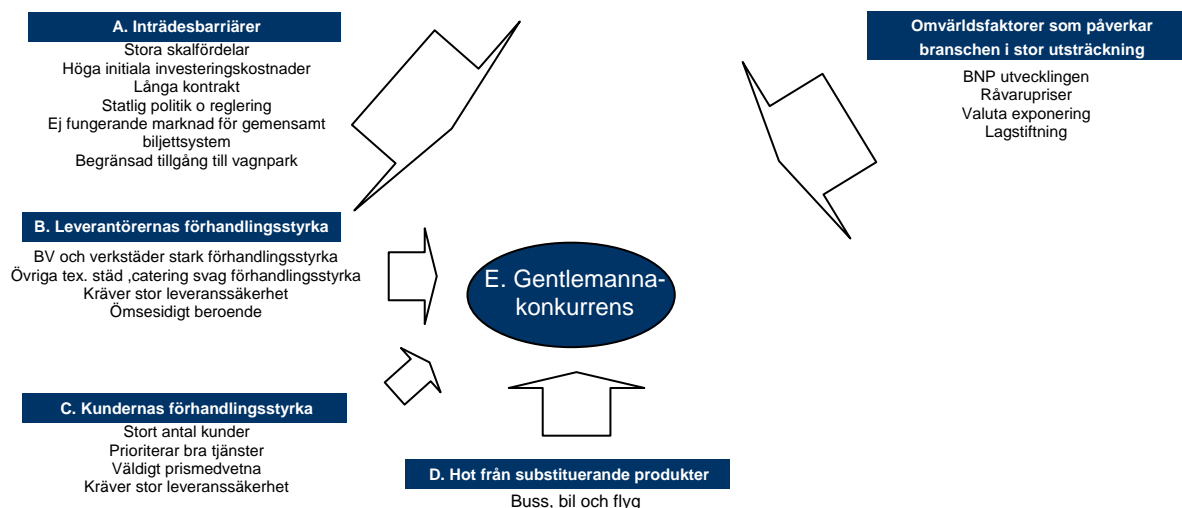 A. Inträdesbarriärer
Stora skalfördelar
Höga initiala investeringskostnader
Långa kontrakt
Statlig politik o reglering
Ej fungerande marknad för gemensamt
biljettsystem
Begränsad tillgång till vagnpark
Omvärldsfaktorer som påverkar
branschen i stor utsträckning
BNP utvecklingen
Råvarupriser
Valuta exponering
Lagstiftning
B. Leverantörernas förhandlingsstyrka
BV och verkstäder stark förhandlingsstyrka
Övriga tex. städ ,catering svag förhandlingsstyrka
Kräver stor leveranssäkerhet
Ömsesidigt beroende
E. Gentlemanna-
konkurrens
C. Kundernas förhandlingsstyrka
Stort antal kunder
Prioriterar bra tjänster
Väldigt prismedvetna
Kräver stor leveranssäkerhet
D. Hot från substituerande produkter
Buss, bil och flyg